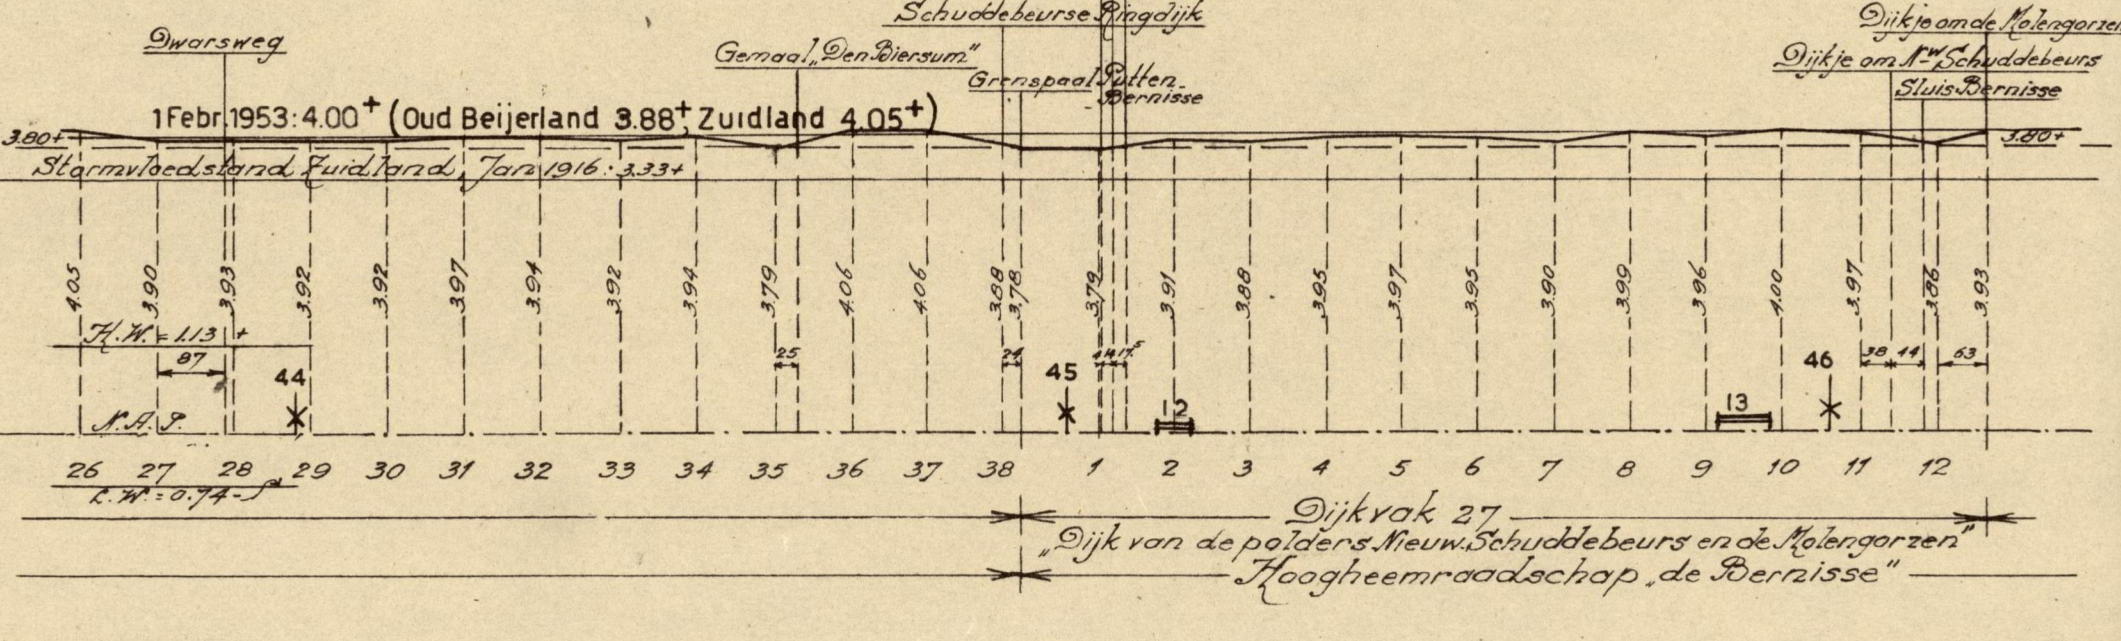 Schuddebeurse Ringdijk
Dijkje om de Molengorzen
Dwarsweg
Gemaal „Den Biersum"
Dijkje om Nw Schuddebeurs
Grenspaal Putten-
Bernisse
Sluis Bernisse
1 Febr. 1953: 4.00+ (Oud Beijerland 3.88+, Zuidland 4.05+)
3.80+
3.80+
Stormvloedstand Zuidland, Jan 1916: 3.33+
4.05 3.90 3.93 3.92 3.92 3.97 3.94 3.92 3.94 3.79 4.06 4.06 3.88 3.78 3.79 3.91 3.88 3.95 3.97 3.95 3.90 3.99 3.96 4.00 3.97 3.86 3.93
H.W. = 1.13 +
87 25 24 17.5 38 44 63
44 45 46
12 13
N.A.P.
26 27 28 29 30 31 32 33 34 35 36 37 38 1 2 3 4 5 6 7 8 9 10 11 12
L.W. = 0.74-
Dijkvak 27
„Dijk van de polders Nieuw-Schuddebeurs en de Molengorzen"
Hoogheemraadschap „de Bernisse"